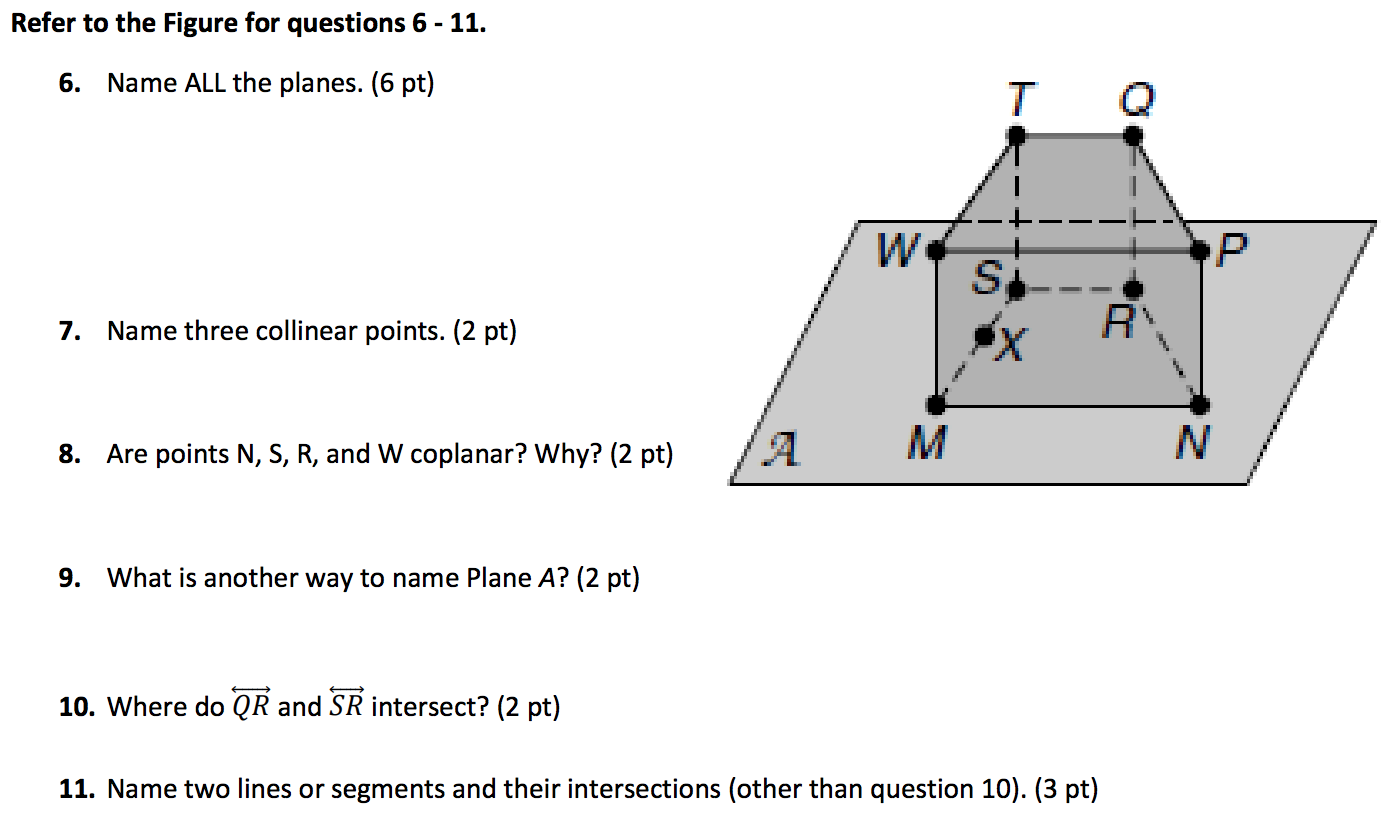 Refer to the Figure for questions 6 - 11.
6. Name ALL the planes. (6 pt)
T Q
W P
S
R
X
7. Name three collinear points. (2 pt)
A M N
8. Are points N, S, R, and W coplanar? Why? (2 pt)
9. What is another way to name Plane A? (2 pt)
10. Where do QR and SR intersect? (2 pt)
11. Name two lines or segments and their intersections (other than question 10). (3 pt)